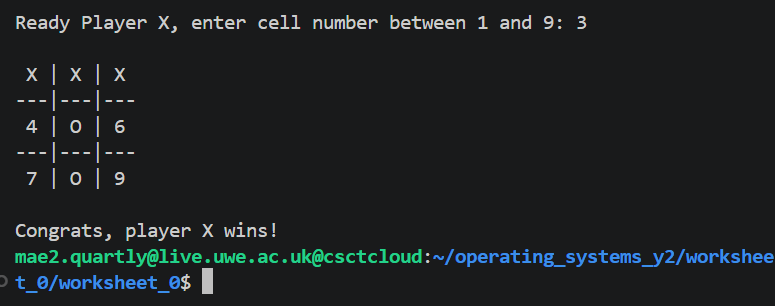 Ready Player X, enter cell number between 1 and 9: 3
X | X | X
---|---|---
4 | O | 6
---|---|---
7 | O | 9
Congrats, player X wins!
mae2.quartly@live.uwe.ac.uk@csctcloud:~/operating_systems_y2/workshee
t_0/worksheet_0$